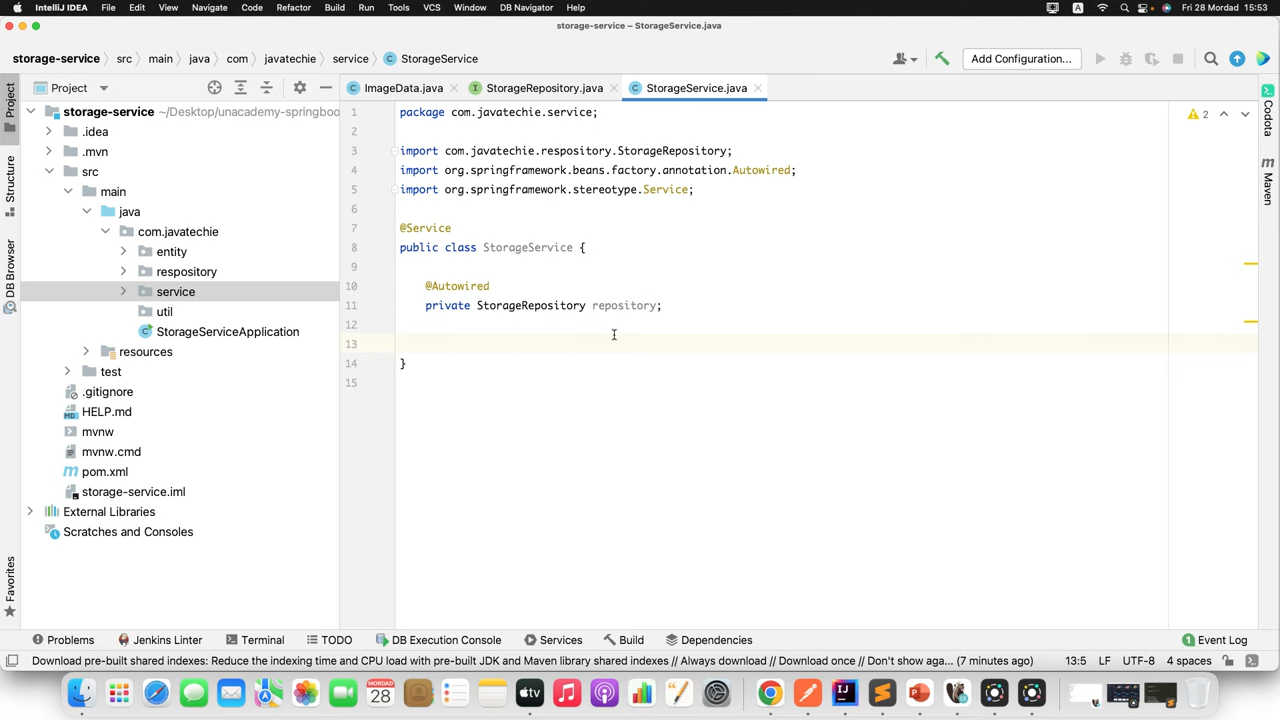 IntelliJ IDEA File Edit View Navigate Code Refactor Build Run Tools VCS Window DB Navigator Help A Fri 28 Mordad 15:53
storage-service – StorageService.java
storage-service src main java com javatechie service StorageService Add Configuration...
Project ImageData.java StorageRepository.java StorageService.java
storage-service ~/Desktop/unacademy-springboo
.idea
.mvn
src
main
java
com.javatechie
entity
respository
service
util
StorageServiceApplication
resources
test
.gitignore
HELP.md
mvnw
mvnw.cmd
pom.xml
storage-service.iml
External Libraries
Scratches and Consoles
Project
Structure
DB Browser
Favorites
1 package com.javatechie.service;
2
3 import com.javatechie.respository.StorageRepository;
4 import org.springframework.beans.factory.annotation.Autowired;
5 import org.springframework.stereotype.Service;
6
7 @Service
8 public class StorageService {
9
10 @Autowired
11 private StorageRepository repository;
12
13
14 }
15
2
Codota
Maven
Problems Jenkins Linter Terminal TODO DB Execution Console Services Build Dependencies 1 Event Log
Download pre-built shared indexes: Reduce the indexing time and CPU load with pre-built JDK and Maven library shared indexes // Always download // Download once // Don't show aga... (7 minutes ago) 13:5 LF UTF-8 4 spaces
MORDAD
28
tv